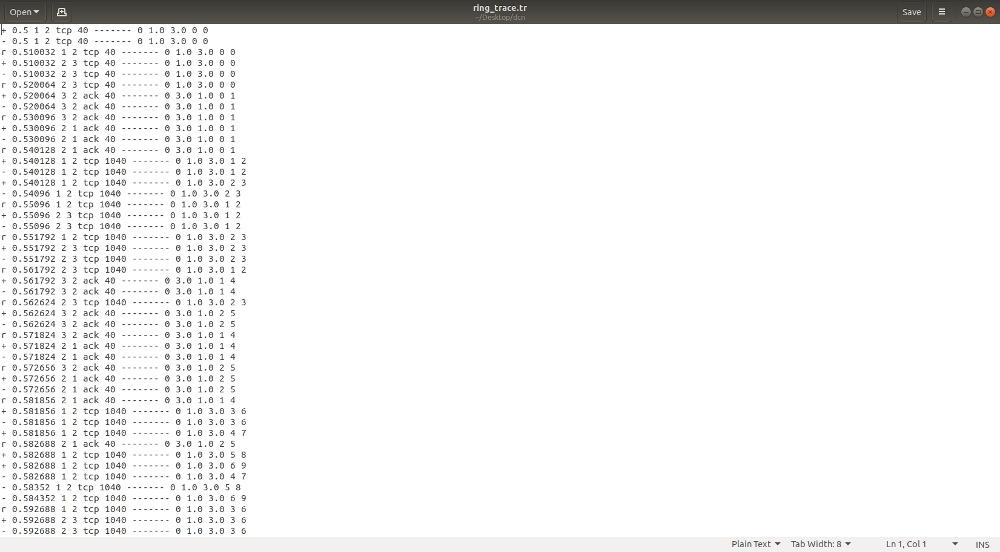 Open
ring_trace.tr
~/Desktop/dcn
Save
+ 0.5 1 2 tcp 40 ------- 0 1.0 3.0 0 0
- 0.5 1 2 tcp 40 ------- 0 1.0 3.0 0 0
r 0.510032 1 2 tcp 40 ------- 0 1.0 3.0 0 0
+ 0.510032 2 3 tcp 40 ------- 0 1.0 3.0 0 0
- 0.510032 2 3 tcp 40 ------- 0 1.0 3.0 0 0
r 0.520064 2 3 tcp 40 ------- 0 1.0 3.0 0 0
+ 0.520064 3 2 ack 40 ------- 0 3.0 1.0 0 1
- 0.520064 3 2 ack 40 ------- 0 3.0 1.0 0 1
r 0.530096 3 2 ack 40 ------- 0 3.0 1.0 0 1
+ 0.530096 2 1 ack 40 ------- 0 3.0 1.0 0 1
- 0.530096 2 1 ack 40 ------- 0 3.0 1.0 0 1
r 0.540128 2 1 ack 40 ------- 0 3.0 1.0 0 1
+ 0.540128 1 2 tcp 1040 ------- 0 1.0 3.0 1 2
- 0.540128 1 2 tcp 1040 ------- 0 1.0 3.0 1 2
+ 0.540128 1 2 tcp 1040 ------- 0 1.0 3.0 2 3
- 0.54096 1 2 tcp 1040 ------- 0 1.0 3.0 2 3
r 0.55096 1 2 tcp 1040 ------- 0 1.0 3.0 1 2
+ 0.55096 2 3 tcp 1040 ------- 0 1.0 3.0 1 2
- 0.55096 2 3 tcp 1040 ------- 0 1.0 3.0 1 2
r 0.551792 1 2 tcp 1040 ------- 0 1.0 3.0 2 3
+ 0.551792 2 3 tcp 1040 ------- 0 1.0 3.0 2 3
- 0.551792 2 3 tcp 1040 ------- 0 1.0 3.0 2 3
r 0.561792 2 3 tcp 1040 ------- 0 1.0 3.0 1 2
+ 0.561792 3 2 ack 40 ------- 0 3.0 1.0 1 4
- 0.561792 3 2 ack 40 ------- 0 3.0 1.0 1 4
r 0.562624 2 3 tcp 1040 ------- 0 1.0 3.0 2 3
+ 0.562624 3 2 ack 40 ------- 0 3.0 1.0 2 5
- 0.562624 3 2 ack 40 ------- 0 3.0 1.0 2 5
r 0.571824 3 2 ack 40 ------- 0 3.0 1.0 1 4
+ 0.571824 2 1 ack 40 ------- 0 3.0 1.0 1 4
- 0.571824 2 1 ack 40 ------- 0 3.0 1.0 1 4
r 0.572656 3 2 ack 40 ------- 0 3.0 1.0 2 5
+ 0.572656 2 1 ack 40 ------- 0 3.0 1.0 2 5
- 0.572656 2 1 ack 40 ------- 0 3.0 1.0 2 5
r 0.581856 2 1 ack 40 ------- 0 3.0 1.0 1 4
+ 0.581856 1 2 tcp 1040 ------- 0 1.0 3.0 3 6
- 0.581856 1 2 tcp 1040 ------- 0 1.0 3.0 3 6
+ 0.581856 1 2 tcp 1040 ------- 0 1.0 3.0 4 7
r 0.582688 2 1 ack 40 ------- 0 3.0 1.0 2 5
+ 0.582688 1 2 tcp 1040 ------- 0 1.0 3.0 5 8
+ 0.582688 1 2 tcp 1040 ------- 0 1.0 3.0 6 9
- 0.582688 1 2 tcp 1040 ------- 0 1.0 3.0 4 7
- 0.58352 1 2 tcp 1040 ------- 0 1.0 3.0 5 8
- 0.584352 1 2 tcp 1040 ------- 0 1.0 3.0 6 9
r 0.592688 1 2 tcp 1040 ------- 0 1.0 3.0 3 6
+ 0.592688 2 3 tcp 1040 ------- 0 1.0 3.0 3 6
- 0.592688 2 3 tcp 1040 ------- 0 1.0 3.0 3 6
Plain Text Tab Width: 8 Ln 1, Col 1 INS